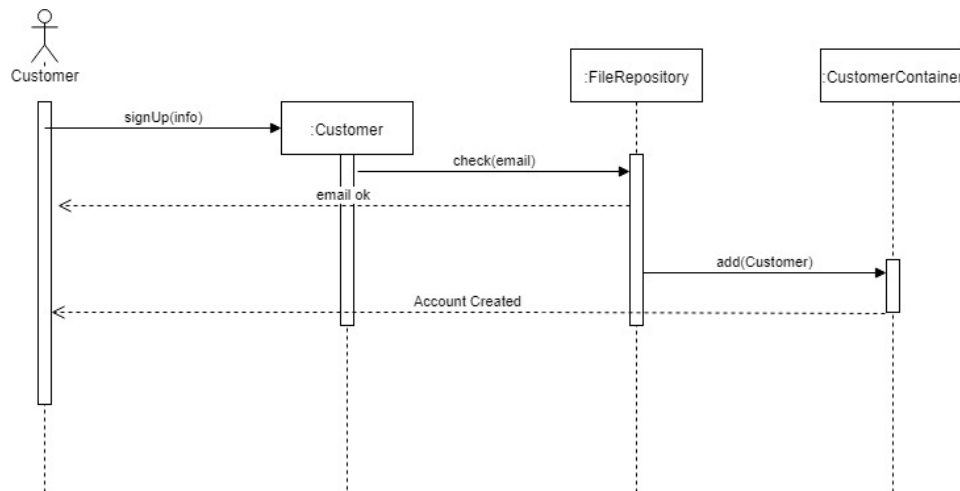 Customer
:FileRepository
:CustomerContainer
signUp(info)
:Customer
check(email)
email ok
add(Customer)
Account Created